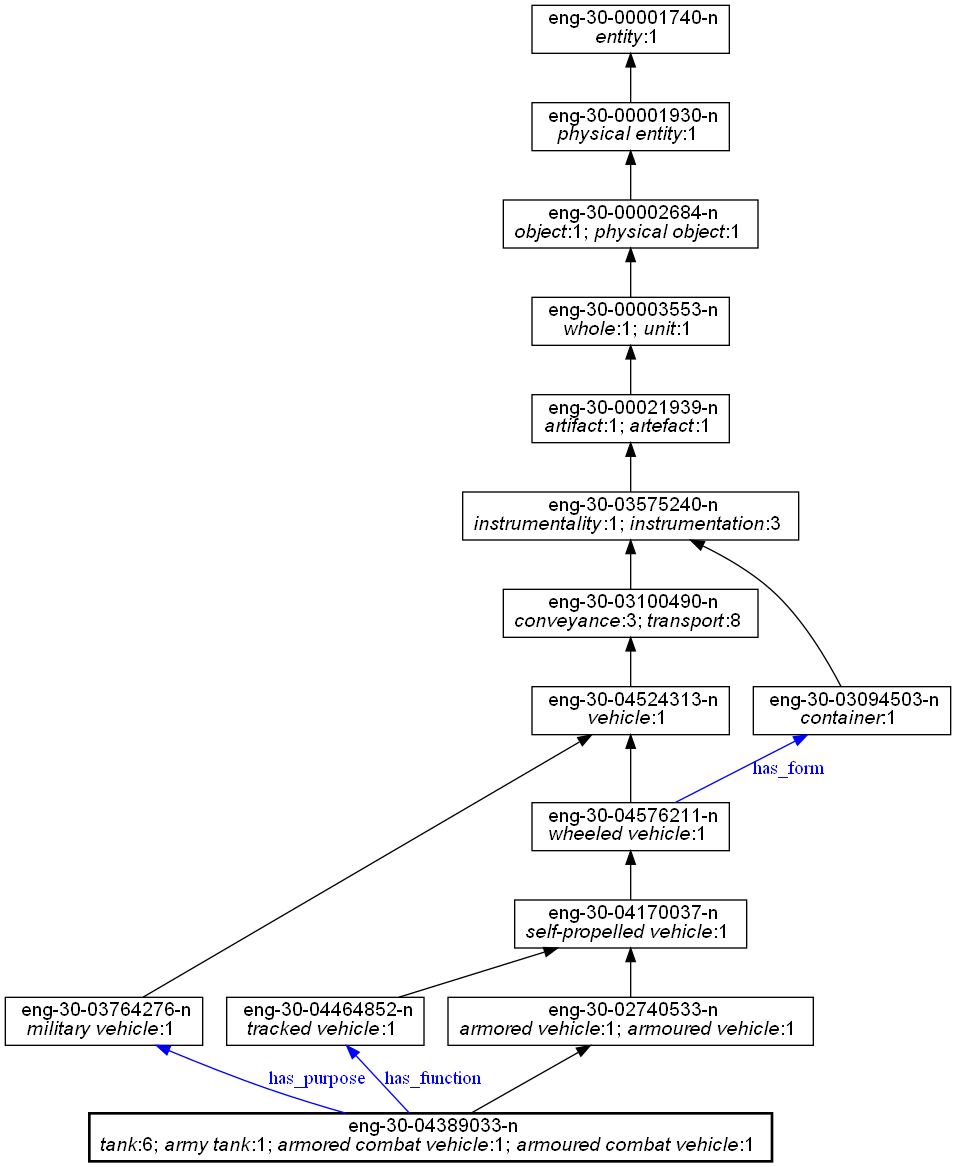 eng-30-00001740-n
entity:1
eng-30-00001930-n
physical entity:1
eng-30-00002684-n
object:1; physical object:1
eng-30-00003553-n
whole:1; unit:1
eng-30-00021939-n
artifact:1; artefact:1
eng-30-03575240-n
instrumentality:1; instrumentation:3
eng-30-03100490-n
conveyance:3; transport:8
eng-30-04524313-n
vehicle:1
eng-30-03094503-n
container:1
has_form
eng-30-04576211-n
wheeled vehicle:1
eng-30-04170037-n
self-propelled vehicle:1
eng-30-03764276-n
military vehicle:1
eng-30-04464852-n
tracked vehicle:1
eng-30-02740533-n
armored vehicle:1; armoured vehicle:1
has_purpose
has_function
eng-30-04389033-n
tank:6; army tank:1; armored combat vehicle:1; armoured combat vehicle:1